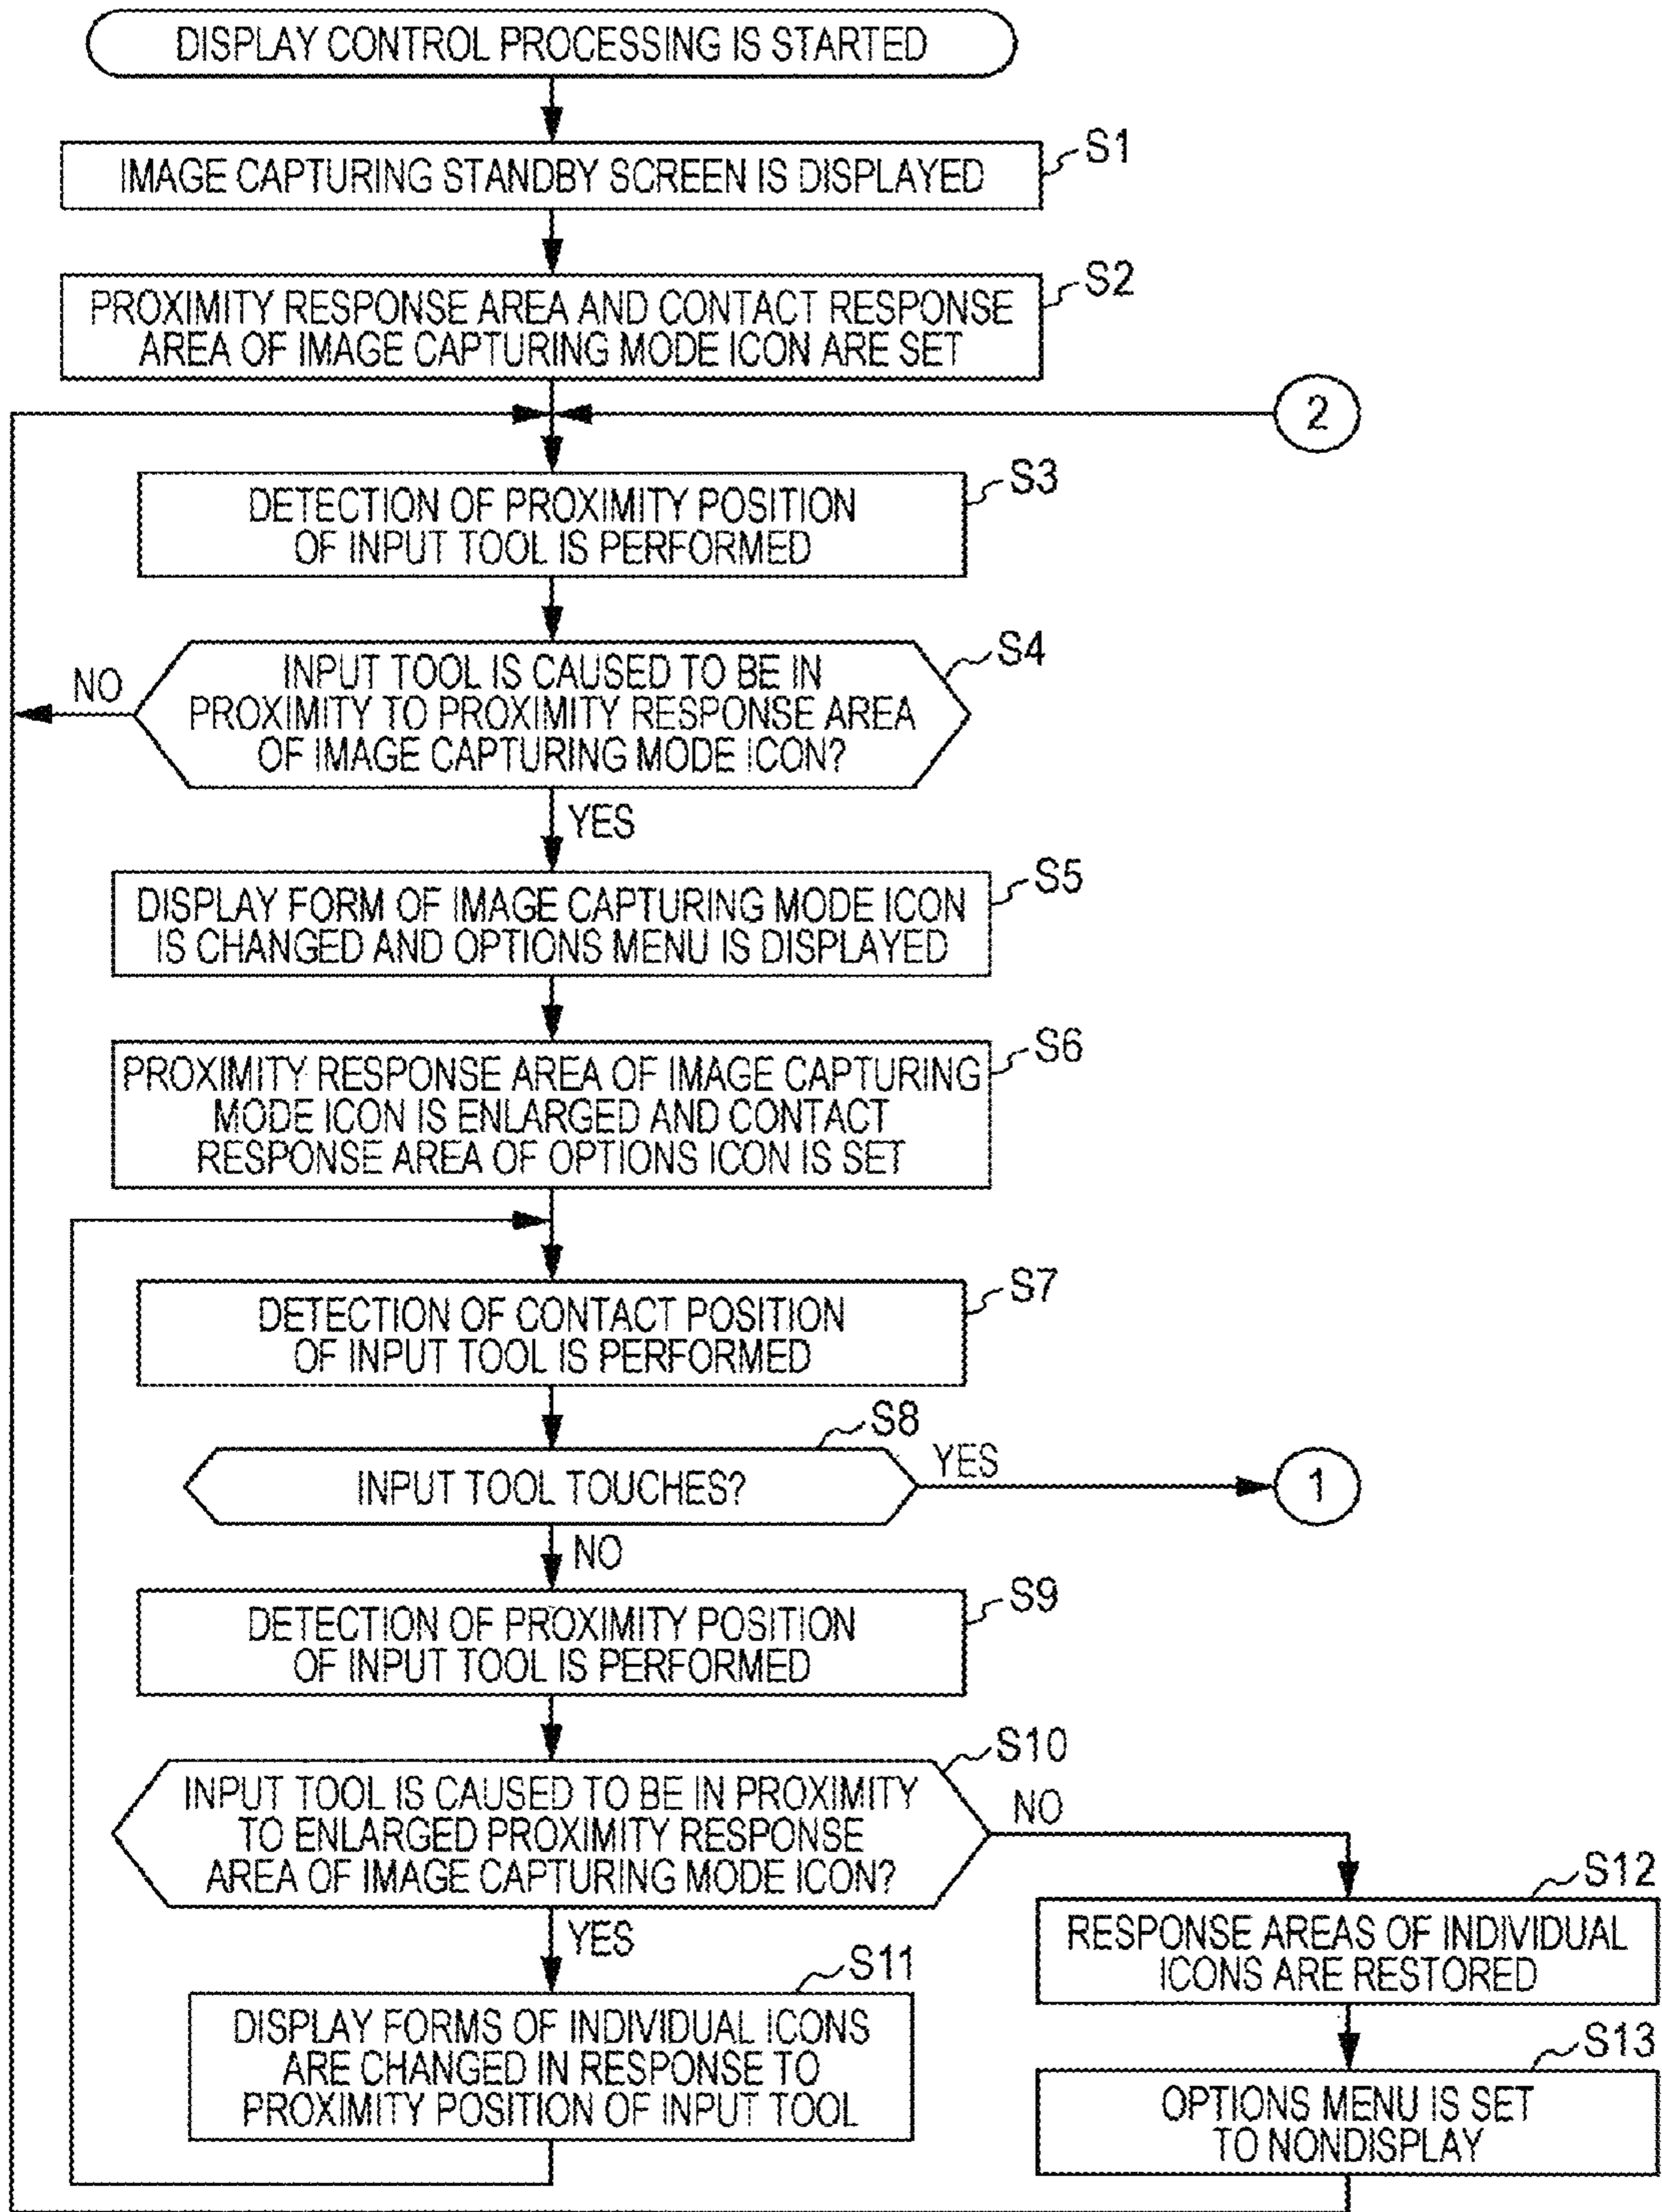 DISPLAY CONTROL PROCESSING IS STARTED
S1
IMAGE CAPTURING STANDBY SCREEN IS DISPLAYED
S2
PROXIMITY RESPONSE AREA AND CONTACT RESPONSE
AREA OF IMAGE CAPTURING MODE ICON ARE SET
2
S3
DETECTION OF PROXIMITY POSITION
OF INPUT TOOL IS PERFORMED
S4
INPUT TOOL IS CAUSED TO BE IN
PROXIMITY TO PROXIMITY RESPONSE AREA
OF IMAGE CAPTURING MODE ICON?
NO
YES
S5
DISPLAY FORM OF IMAGE CAPTURING MODE ICON
IS CHANGED AND OPTIONS MENU IS DISPLAYED
S6
PROXIMITY RESPONSE AREA OF IMAGE CAPTURING
MODE ICON IS ENLARGED AND CONTACT
RESPONSE AREA OF OPTIONS ICON IS SET
S7
DETECTION OF CONTACT POSITION
OF INPUT TOOL IS PERFORMED
S8
INPUT TOOL TOUCHES?
YES
1
NO
S9
DETECTION OF PROXIMITY POSITION
OF INPUT TOOL IS PERFORMED
S10
INPUT TOOL IS CAUSED TO BE IN PROXIMITY
TO ENLARGED PROXIMITY RESPONSE
AREA OF IMAGE CAPTURING MODE ICON?
NO
YES
S11
DISPLAY FORMS OF INDIVIDUAL ICONS
ARE CHANGED IN RESPONSE TO
PROXIMITY POSITION OF INPUT TOOL
S12
RESPONSE AREAS OF INDIVIDUAL
ICONS ARE RESTORED
S13
OPTIONS MENU IS SET
TO NONDISPLAY